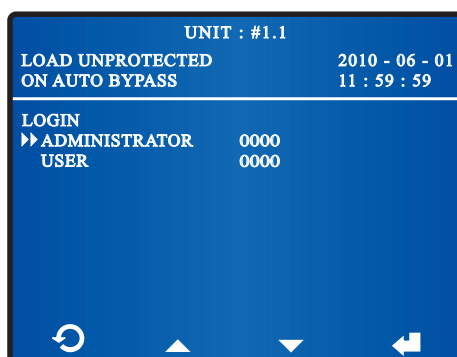 UNIT : #1.1
LOAD UNPROTECTED 2010 - 06 - 01
ON AUTO BYPASS 11 : 59 : 59
LOGIN
ADMINISTRATOR 0000
USER 0000